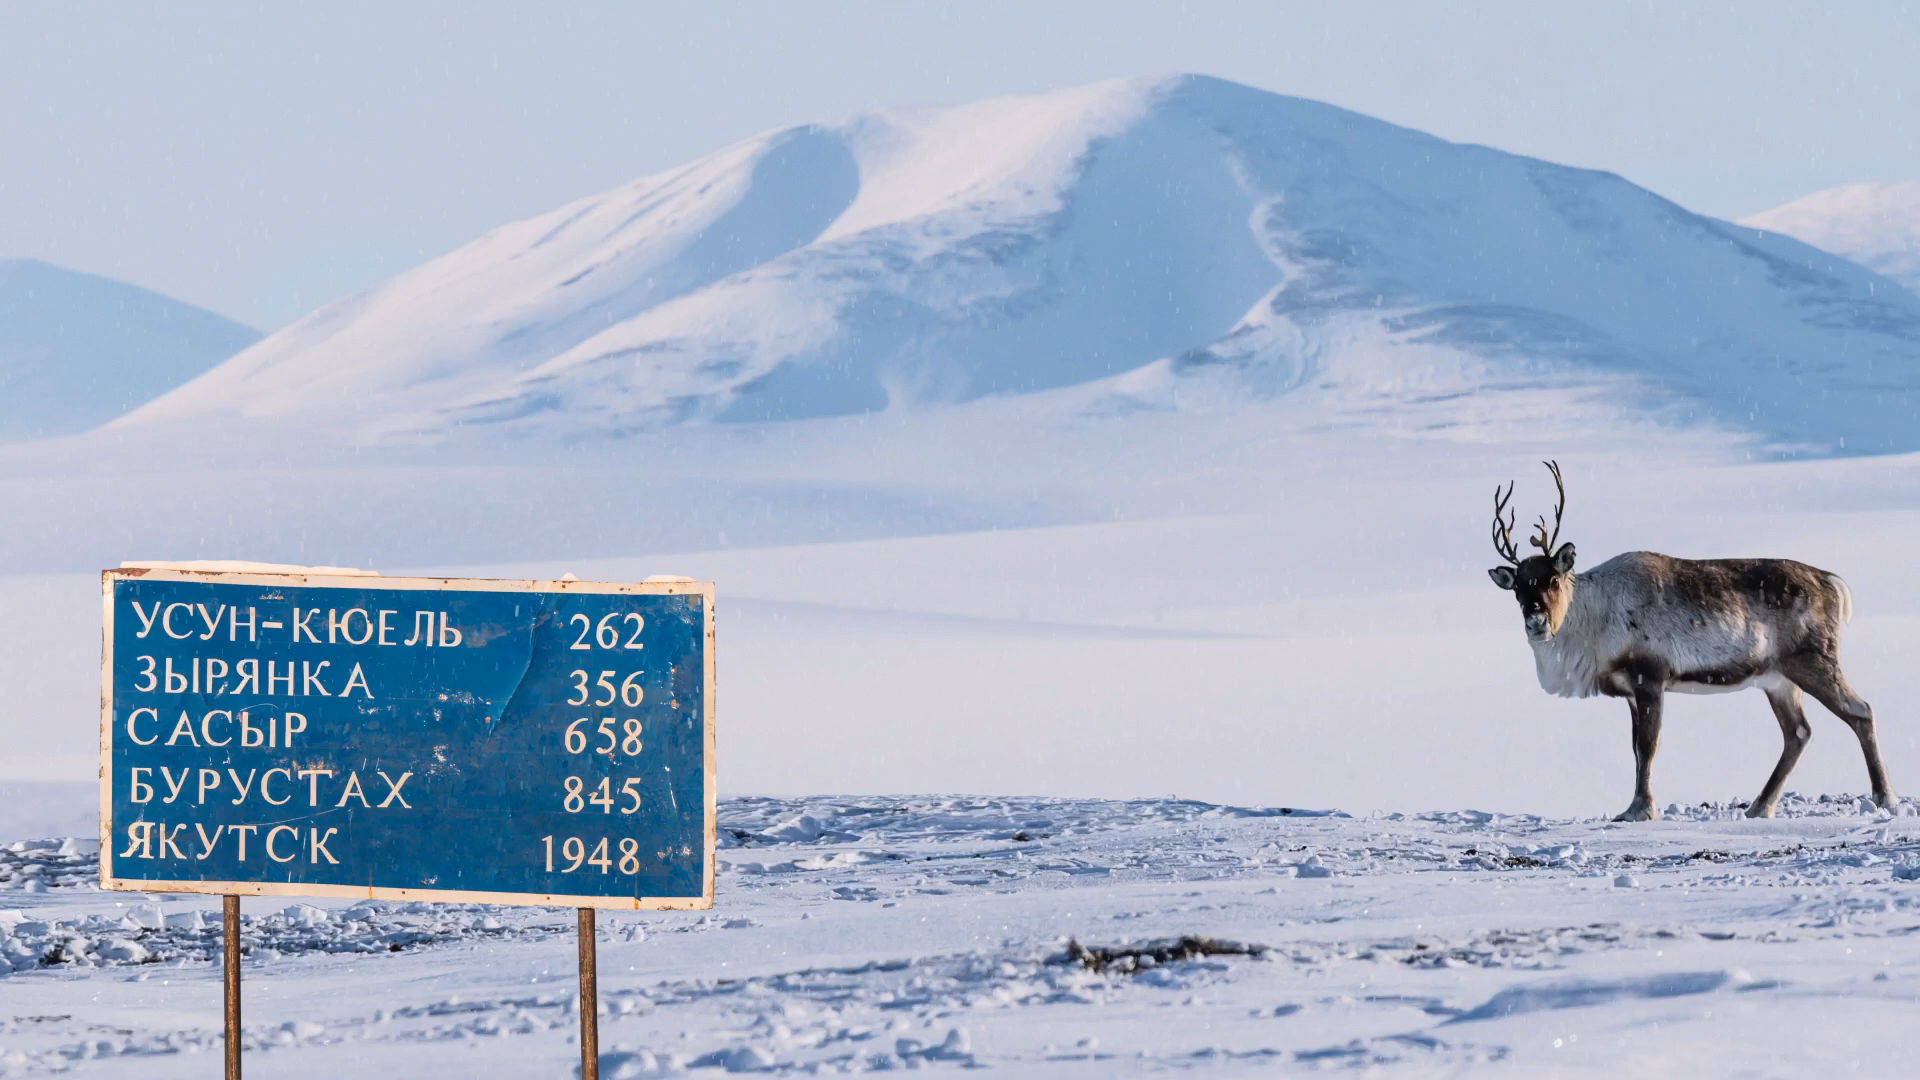 УСУН-КЮЕЛЬ 262
ЗЫРЯНКА 356
САСЫР 658
БУРУСТАХ 845
ЯКУТСК 1948